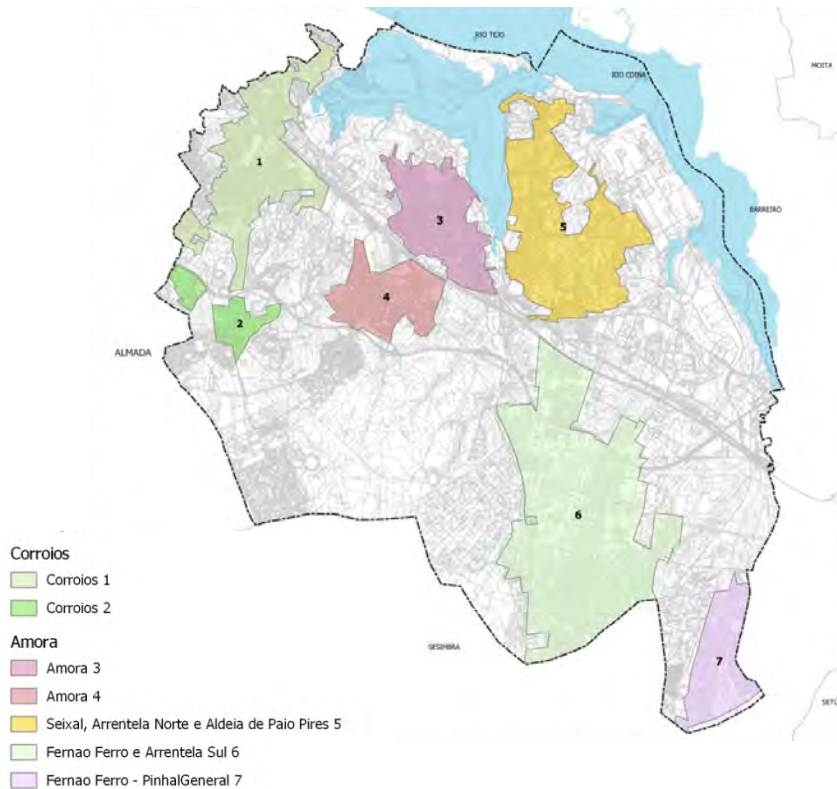 RIO TEJO
RIO COINA
MOITA
1
3
5
BARREIRO
4
2
ALMADA
6
SESIMBRA
7
SETÚ
Corroios
Corroios 1
Corroios 2
Amora
Amora 3
Amora 4
Seixal, Arrentela Norte e Aldeia de Paio Pires 5
Fernao Ferro e Arrentela Sul 6
Fernao Ferro - PinhalGeneral 7